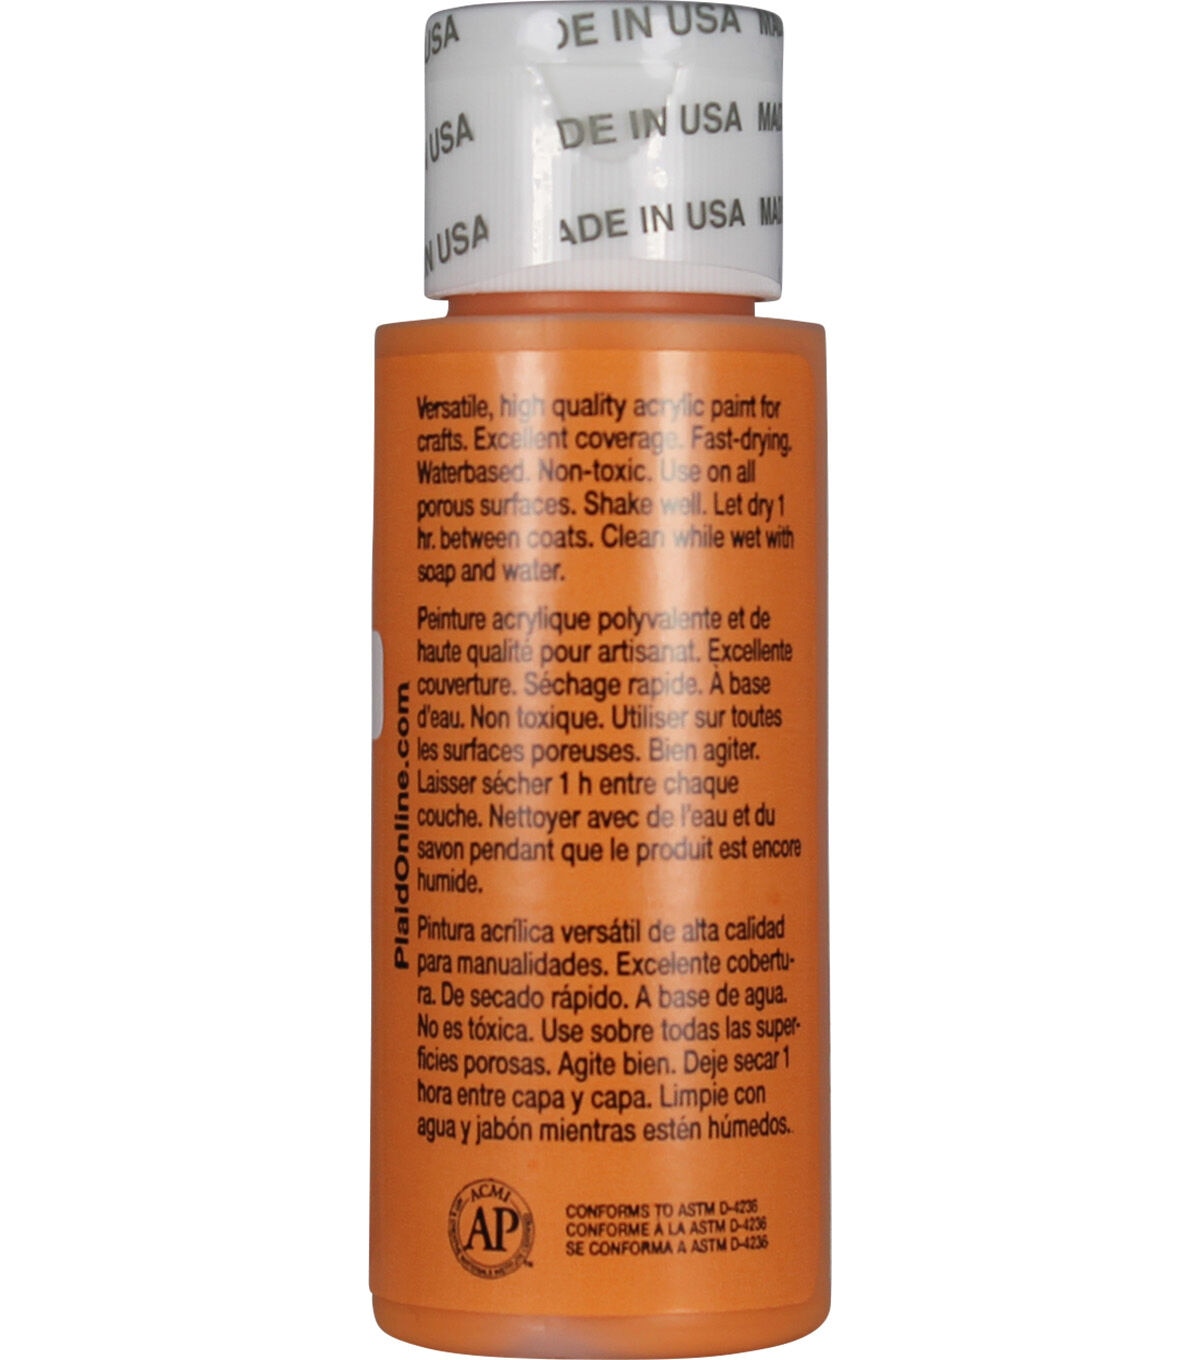 USA DE IN USA MA
USA DE IN USA MAD
N USA ADE IN USA MAD
Versatile, high quality acrylic paint for
crafts. Excellent coverage. Fast-drying.
Waterbased. Non-toxic. Use on all
porous surfaces. Shake well. Let dry 1
hr. between coats. Clean while wet with
soap and water.
Peinture acrylique polyvalente et de
haute qualité pour artisanat. Excellente
couverture. Séchage rapide. À base
d'eau. Non toxique. Utiliser sur toutes
les surfaces poreuses. Bien agiter.
Laisser sécher 1 h entre chaque
couche. Nettoyer avec de l'eau et du
savon pendant que le produit est encore
humide.
Pintura acrílica versátil de alta calidad
para manualidades. Excelente cobertu-
ra. De secado rápido. A base de agua.
No es tóxica. Use sobre todas las super-
ficies porosas. Agite bien. Deje secar 1
hora entre capa y capa. Limpie con
agua y jabón mientras estén húmedos.
PlaidOnline.com
ACMI
AP
CONFORMS TO ASTM D-4236
CONFORME À LA ASTM D-4236
SE CONFORMA A ASTM D-4236